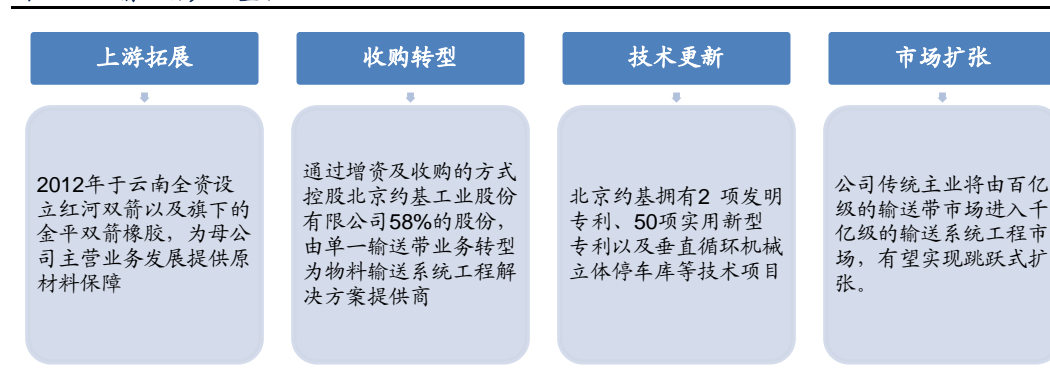 上游拓展
2012年于云南全资设
立红河双箭以及旗下的
金平双箭橡胶，为母公
司主营业务发展提供原
材料保障
收购转型
通过增资及收购的方式
控股北京约基工业股份
有限公司58%的股份，
由单一输送带业务转型
为物料输送系统工程解
决方案提供商
技术更新
北京约基拥有2 项发明
专利、50项实用新型
专利以及垂直循环机械
立体停车库等技术项目
市场扩张
公司传统主业将由百亿
级的输送带市场进入千
亿级的输送系统工程市
场，有望实现跳跃式扩
张。